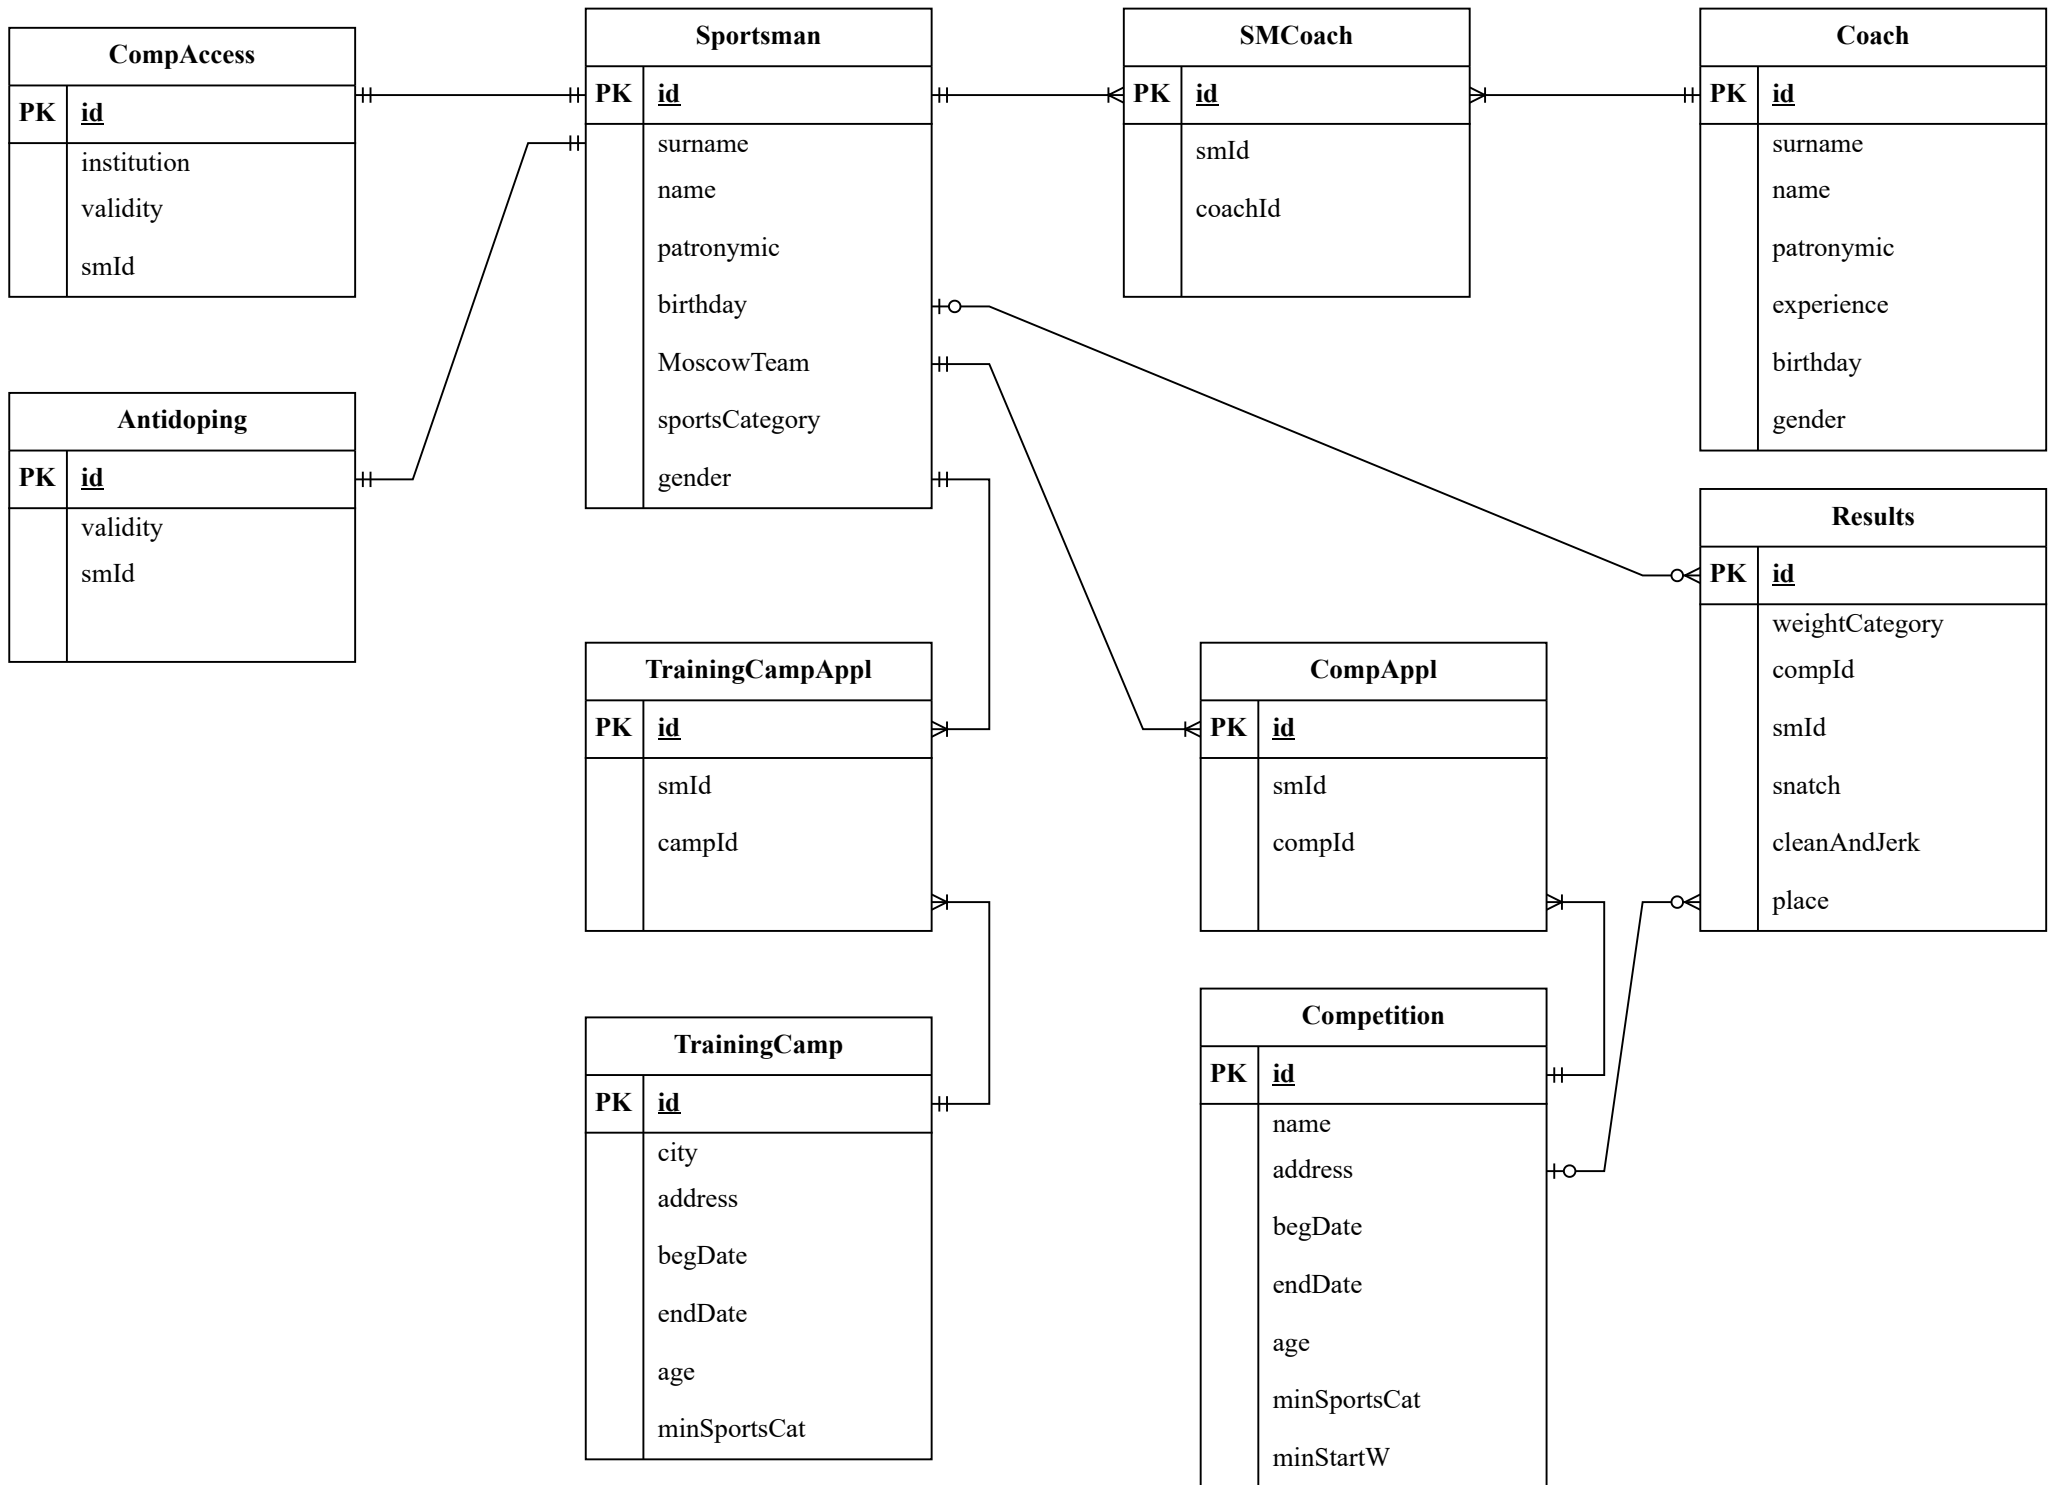 CompAccess
PK id
institution
validity
smId
Sportsman
PK id
surname
name
patronymic
birthday
MoscowTeam
sportsCategory
gender
SMCoach
PK id
smId
coachId
Coach
PK id
surname
name
patronymic
experience
birthday
gender
Antidoping
PK id
validity
smId
Results
PK id
weightCategory
compId
smId
snatch
cleanAndJerk
place
TrainingCampAppl
PK id
smId
campId
CompAppl
PK id
smId
compId
TrainingCamp
PK id
city
address
begDate
endDate
age
minSportsCat
Competition
PK id
name
address
begDate
endDate
age
minSportsCat
minStartW